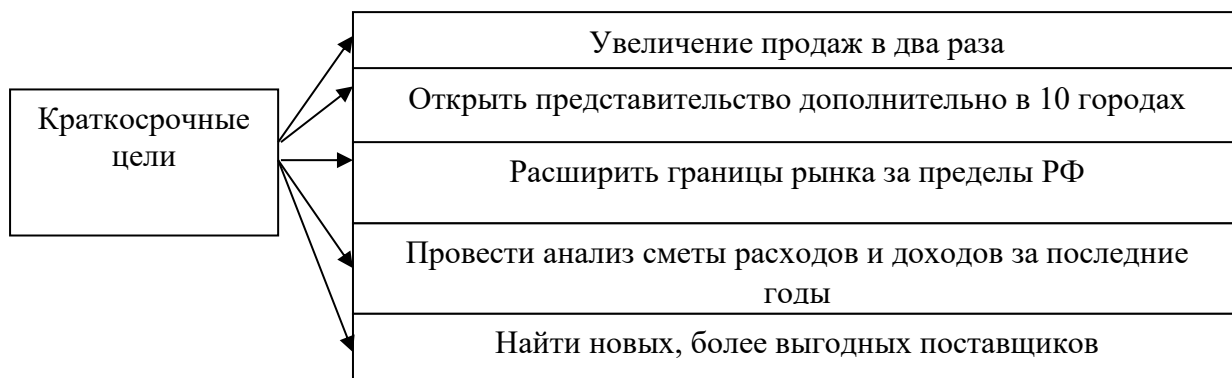 Краткосрочные
цели
Увеличение продаж в два раза
Открыть представительство дополнительно в 10 городах
Расширить границы рынка за пределы РФ
Провести анализ сметы расходов и доходов за последние
годы
Найти новых, более выгодных поставщиков